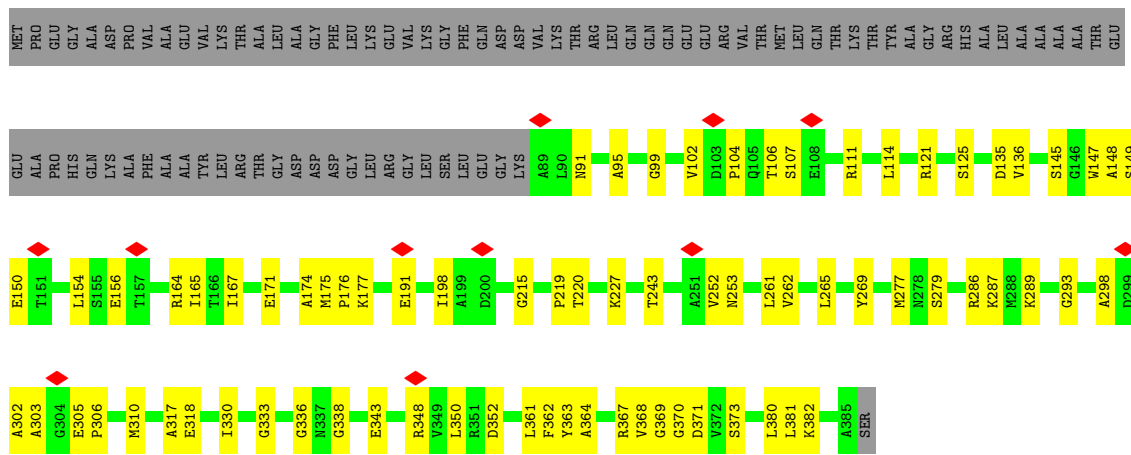 MET PRO GLU GLY ALA ASP PRO VAL ALA GLU VAL LYS THR ALA LEU ALA GLY PHE LEU LYS GLU VAL LYS GLY PHE GLN ASP ASP VAL LYS THR ARG LEU GLN GLN GLN GLU GLU ARG VAL THR MET LEU GLN THR LYS THR TYR ALA GLY ARG HIS ALA LEU ALA ALA ALA ALA THR GLU
GLU ALA PRO HIS GLN LYS ALA PHE ALA ALA TYR LEU ARG THR GLY ASP ASP ASP GLY LEU ARG GLY LEU SER LEU GLU GLY LYS A89 L90 N91 A95 G99 V102 D103 P104 Q105 T106 S107 E108 R111 L114 R121 S125 D135 V136 S145 G146 W147 A148 S149
E150 T151 L154 S155 E156 T157 R164 I165 T166 I167 E171 A174 M175 P176 K177 E191 I198 A199 D200 G215 P219 T220 K227 T243 A251 V252 N253 L261 V262 L265 Y269 M277 N278 S279 R286 K287 M288 K289 G293 A298 D299
A302 A303 G304 E305 P306 M310 A317 E318 I330 G333 G336 N337 G338 E343 R348 V349 L350 R351 D352 L361 F362 Y363 A364 R367 V368 G369 G370 D371 V372 S373 L380 L381 K382 A385 SER